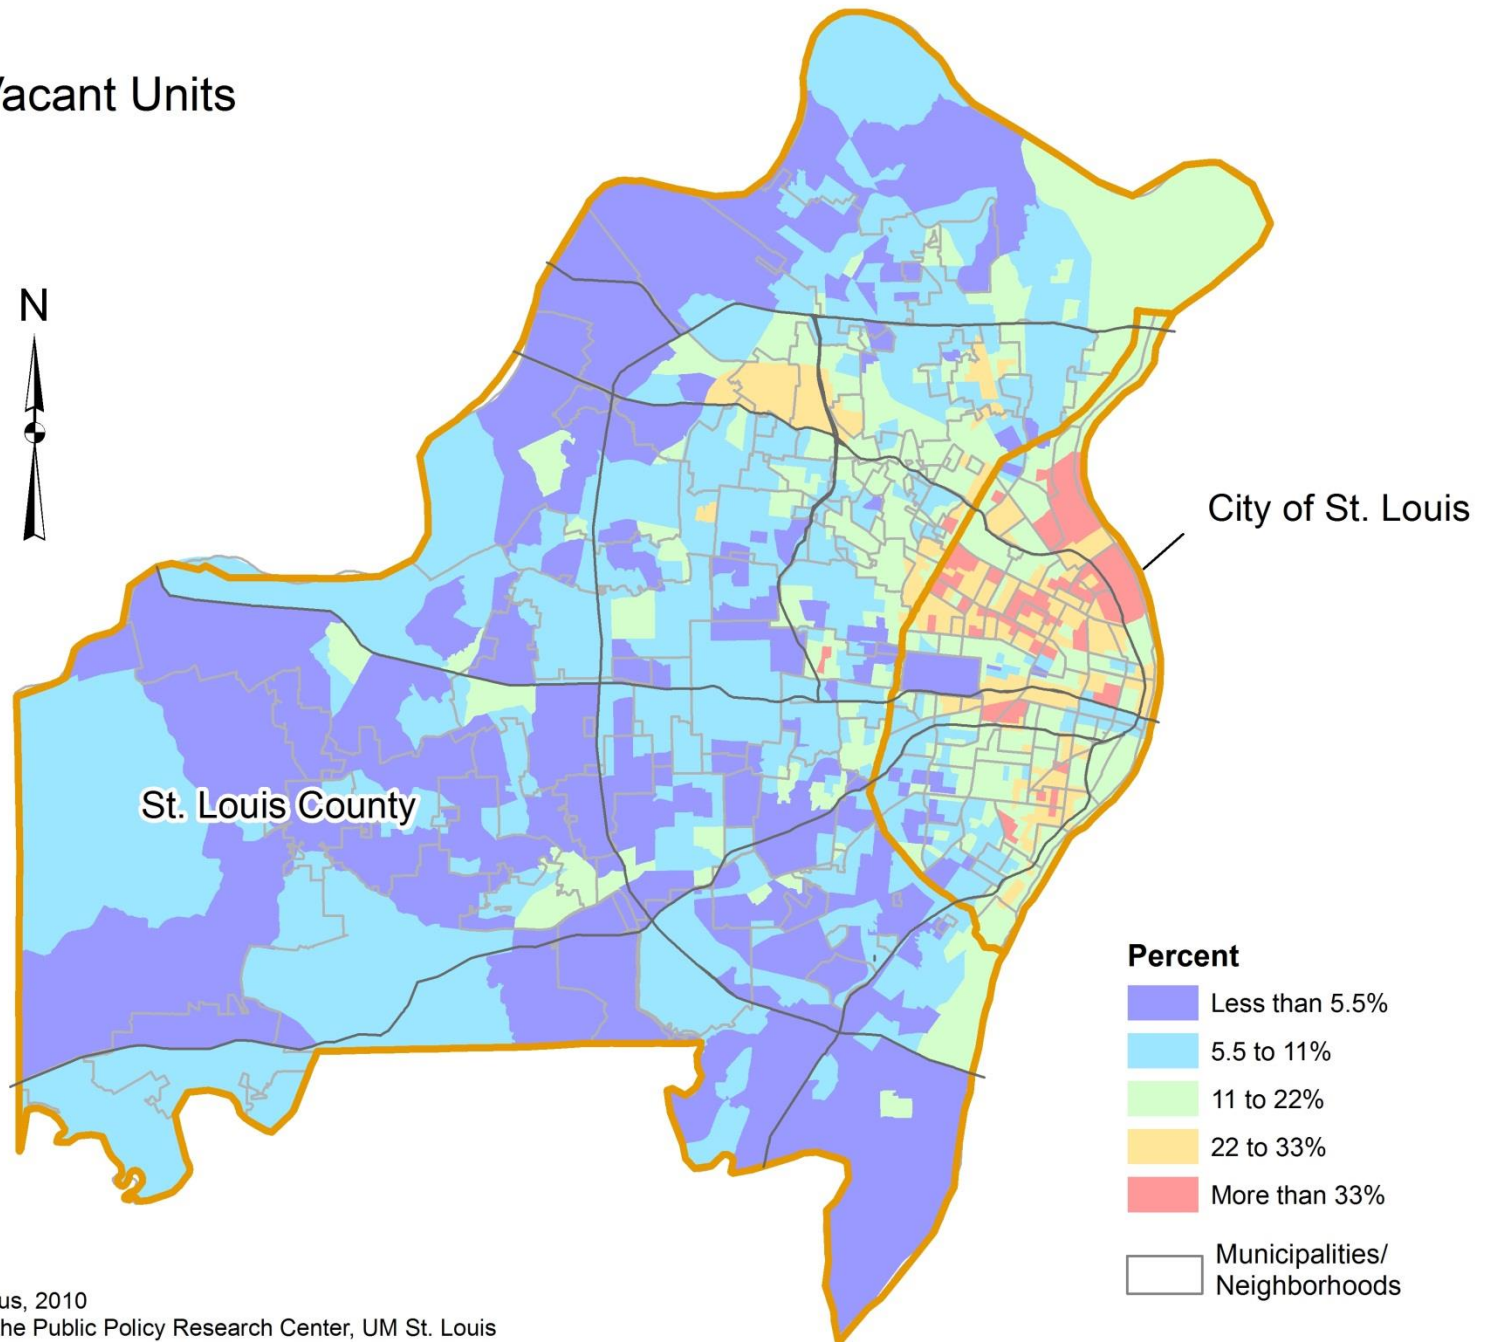 Vacant Units
N
City of St. Louis
St. Louis County
Percent
Less than 5.5%
5.5 to 11%
11 to 22%
22 to 33%
More than 33%
Municipalities/
Neighborhoods
us, 2010
he Public Policy Research Center, UM St. Louis